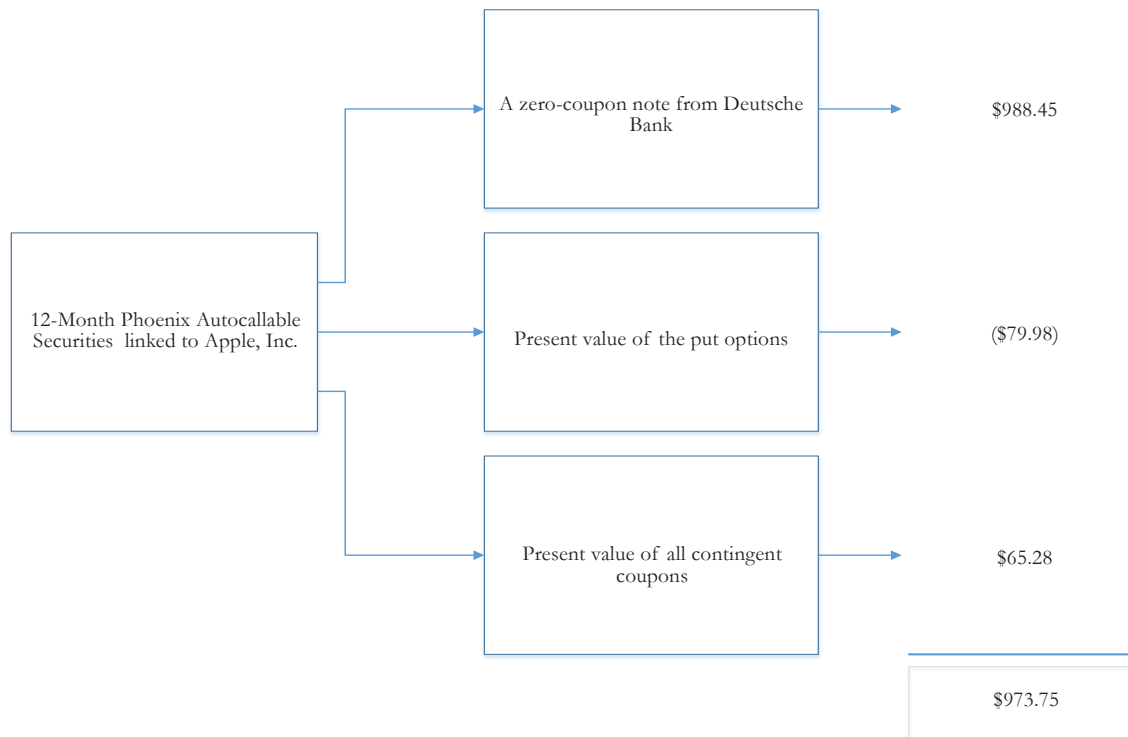 A zero-coupon note from Deutsche
Bank
$988.45
12-Month Phoenix Autocallable
Securities linked to Apple, Inc.
Present value of the put options
($79.98)
Present value of all contingent
coupons
$65.28
$973.75